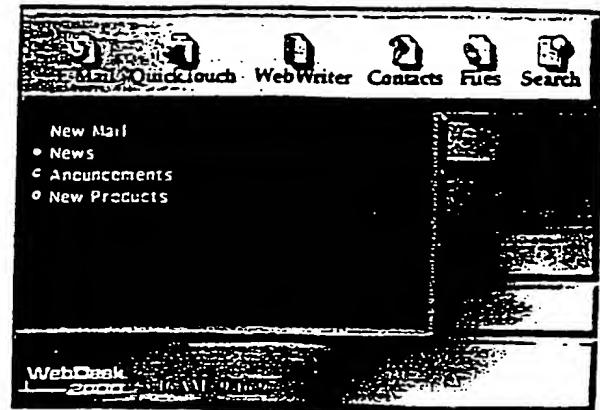 Mail QuickTouch WebWriter Contacts Files Search
New Mail
News
Anouncements
New Products
WebDesk
2000